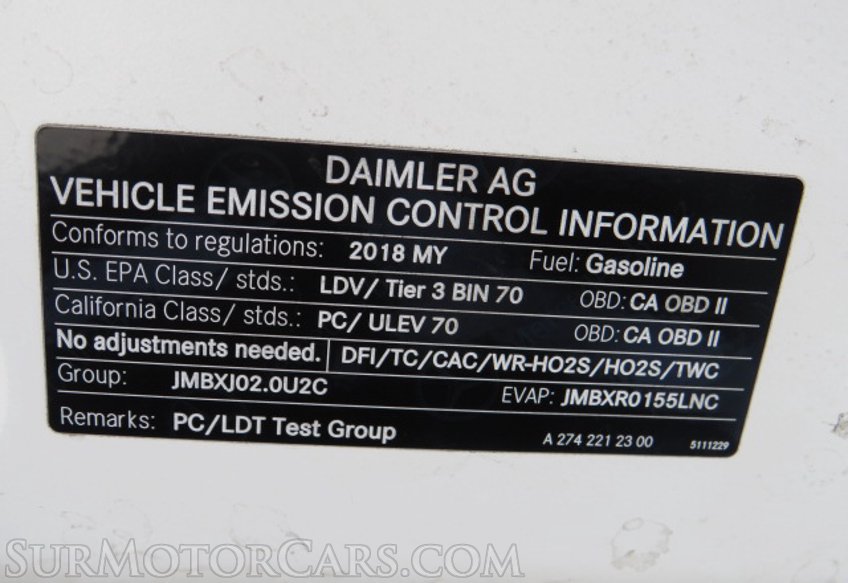 DAIMLER AG
VEHICLE EMISSION CONTROL INFORMATION
Conforms to regulations: 2018 MY Fuel: Gasoline
U.S. EPA Class/ stds.: LDV/ Tier 3 BIN 70 OBD: CA OBD II
California Class/ stds.: PC/ ULEV 70 OBD: CA OBD II
No adjustments needed. DFI/TC/CAC/WR-HO2S/HO2S/TWC
Group: JMBXJ02.0U2C EVAP: JMBXR0155LNC
Remarks: PC/LDT Test Group A 274 221 23 00 5111229
SURMOTORCARS.COM